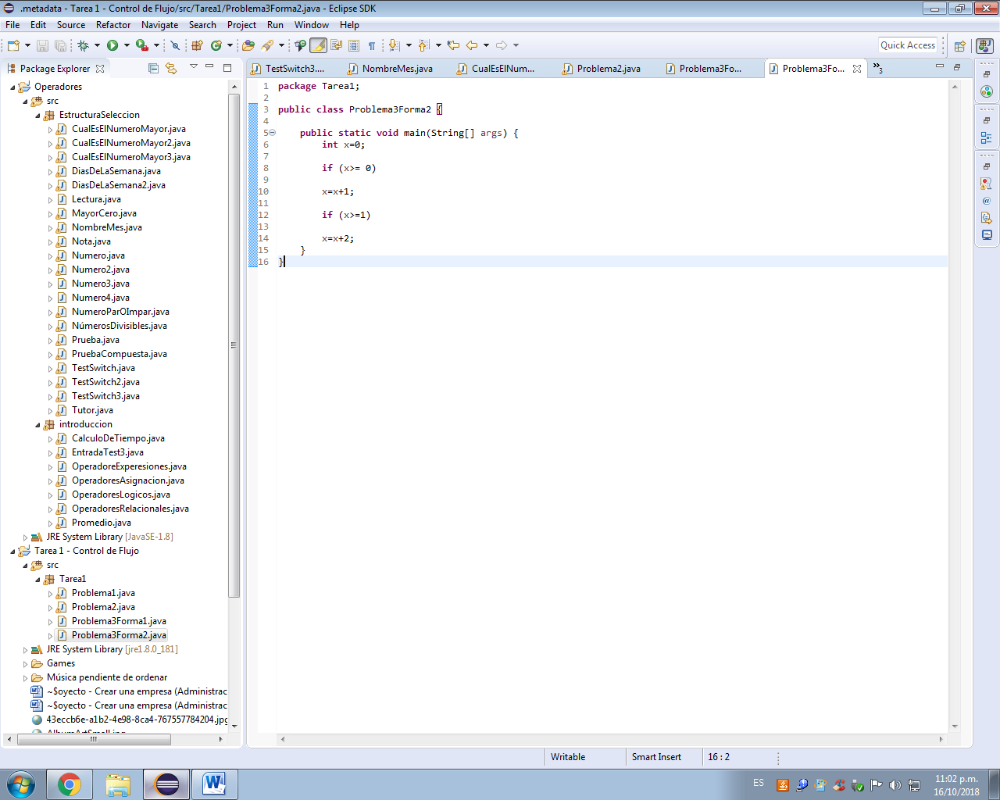 .metadata - Tarea 1 - Control de Flujo/src/Tarea1/Problema3Forma2.java - Eclipse SDK
File Edit Source Refactor Navigate Search Project Run Window Help
Quick Access
Package Explorer
TestSwitch3.... NombreMes.java CualEsElNum... Problema2.java Problema3Fo... Problema3Fo... »3
Operadores
src
EstructuraSeleccion
CualEsElNumeroMayor.java
CualEsElNumeroMayor2.java
CualEsElNumeroMayor3.java
DiasDeLaSemana.java
DiasDeLaSemana2.java
Lectura.java
MayorCero.java
NombreMes.java
Nota.java
Numero.java
Numero2.java
Numero3.java
Numero4.java
NumeroParOImpar.java
NúmerosDivisibles.java
Prueba.java
PruebaCompuesta.java
TestSwitch.java
TestSwitch2.java
TestSwitch3.java
Tutor.java
introduccion
CalculoDeTiempo.java
EntradaTest3.java
OperadoreExperesiones.java
OperadoresAsignacion.java
OperadoresLogicos.java
OperadoresRelacionales.java
Promedio.java
JRE System Library [JavaSE-1.8]
Tarea 1 - Control de Flujo
src
Tarea1
Problema1.java
Problema2.java
Problema3Forma1.java
Problema3Forma2.java
JRE System Library [jre1.8.0_181]
Games
Música pendiente de ordenar
~$oyecto - Crear una empresa (Administrac
~$oyecto - Crear una empresa (Administrac
43eccb6e-a1b2-4e98-8ca4-767557784204.jpg
AlbumArtSmall.jpg
1 package Tarea1;
2
3 public class Problema3Forma2 {
4
5 public static void main(String[] args) {
6 int x=0;
7
8 if (x>= 0)
9
10 x=x+1;
11
12 if (x>=1)
13
14 x=x+2;
15 }
16 }
Writable Smart Insert 16 : 2
ES
11:02 p.m.
16/10/2018